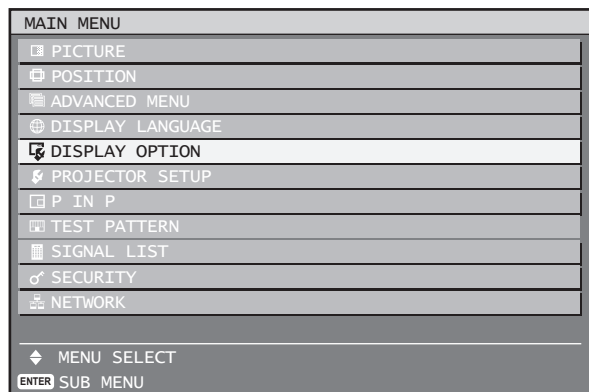 MAIN MENU
PICTURE
POSITION
ADVANCED MENU
DISPLAY LANGUAGE
DISPLAY OPTION
PROJECTOR SETUP
P IN P
TEST PATTERN
SIGNAL LIST
SECURITY
NETWORK
MENU SELECT
ENTER SUB MENU